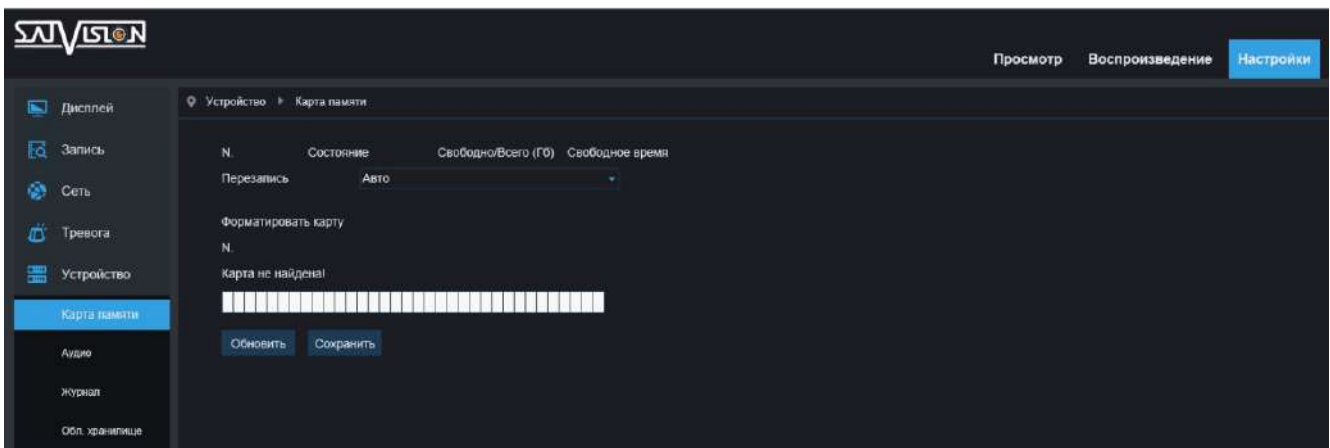 SATVISION
Просмотр Воспроизведение Настройки
Дисплей
Запись
Сеть
Тревога
Устройство
Карта памяти
Аудио
Журнал
Обл. хранилище
Устройство Карта памяти
N. Состояние Свободно/Всего (Гб) Свободное время
Перезапись Авто
Форматировать карту
N.
Карта не найдена!
Обновить Сохранить